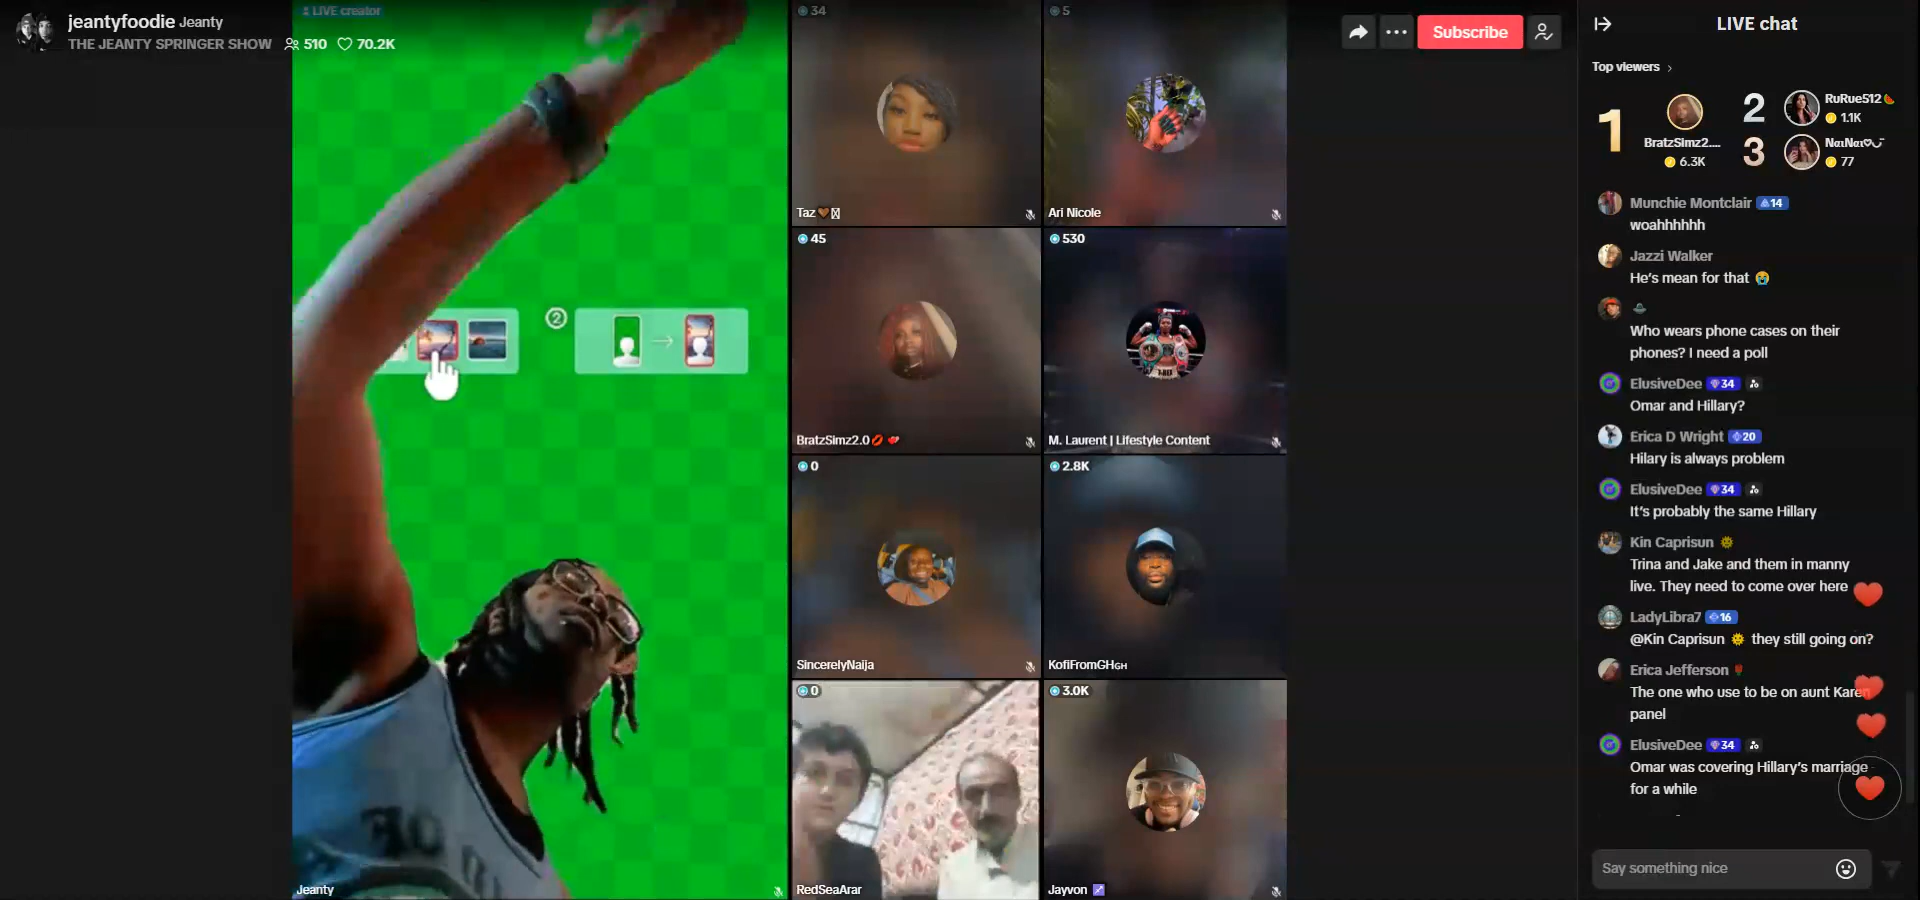 jeantyfoodie Jeanty
THE JEANTY SPRINGER SHOW 510 70.2K
LIVE creator
Subscribe
2
Jeanty
34
Taz
5
Ari Nicole
45
BratzSimz2.0
530
M. Laurent | Lifestyle Content
0
SincerelyNaija
2.8K
KofiFromGH
0
RedSeaArar
3.0K
Jayvon
LIVE chat
Top viewers
1
BratzSimz2....
6.3K
2
RuRue512
1.1K
3
77
Munchie Montclair 14
woahhhhhh
Jazzi Walker
He's mean for that 😭
Who wears phone cases on their
phones? I need a poll
ElusiveDee 34
Omar and Hillary?
Erica D Wright 20
Hilary is always problem
ElusiveDee 34
It's probably the same Hillary
Kin Caprisun 🌞
Trina and Jake and them in manny
live. They need to come over here
LadyLibra7 16
@Kin Caprisun 🌞 they still going on?
Erica Jefferson 🌹
The one who use to be on aunt Karen
panel
ElusiveDee 34
Omar was covering Hillary's marriage
for a while
Say something nice